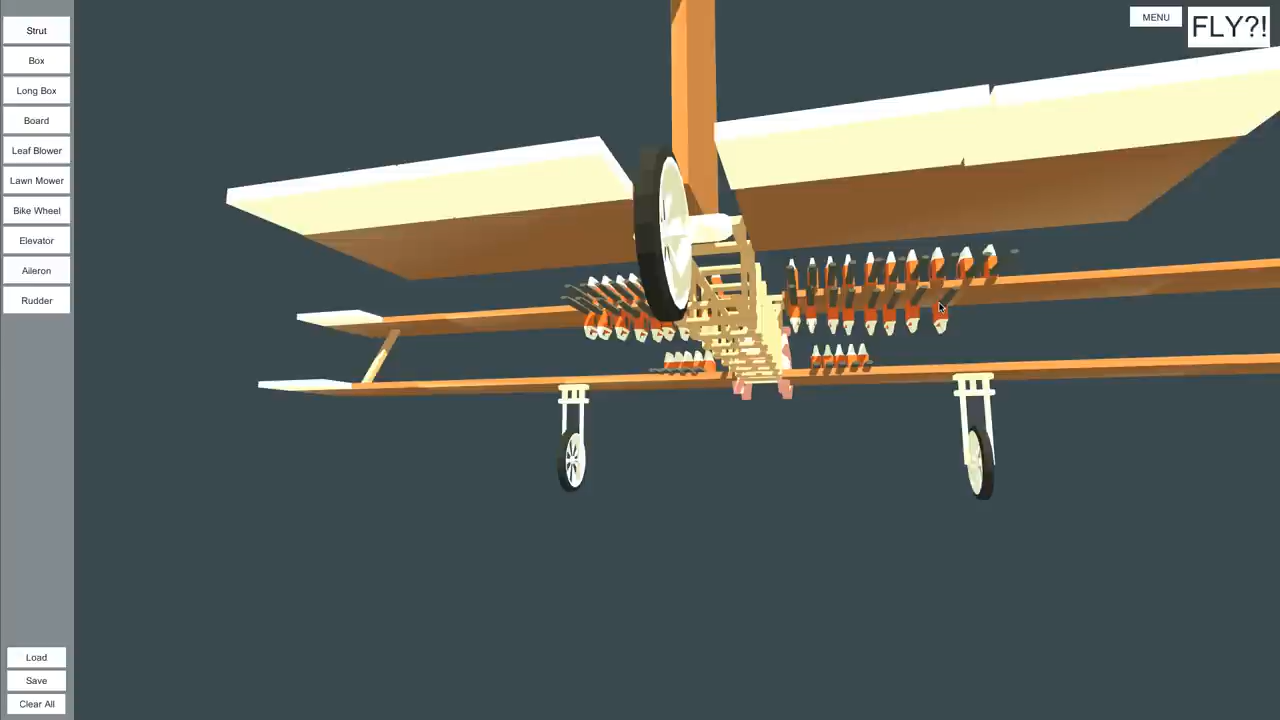 Strut
Box
Long Box
Board
Leaf Blower
Lawn Mower
Bike Wheel
Elevator
Aileron
Rudder
Load
Save
Clear All
MENU
FLY?!